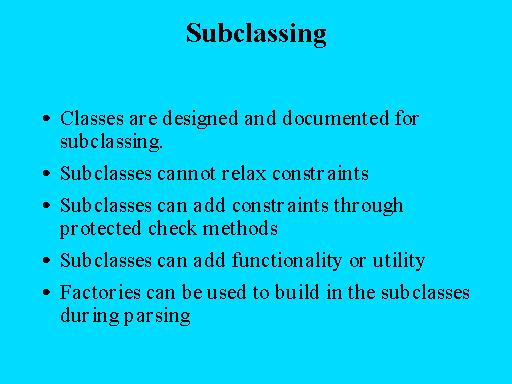 Subclassing
• Classes are designed and documented for
subclassing.
• Subclasses cannot relax constraints
• Subclasses can add constraints through
protected check methods
• Subclasses can add functionality or utility
• Factories can be used to build in the subclasses
during parsing